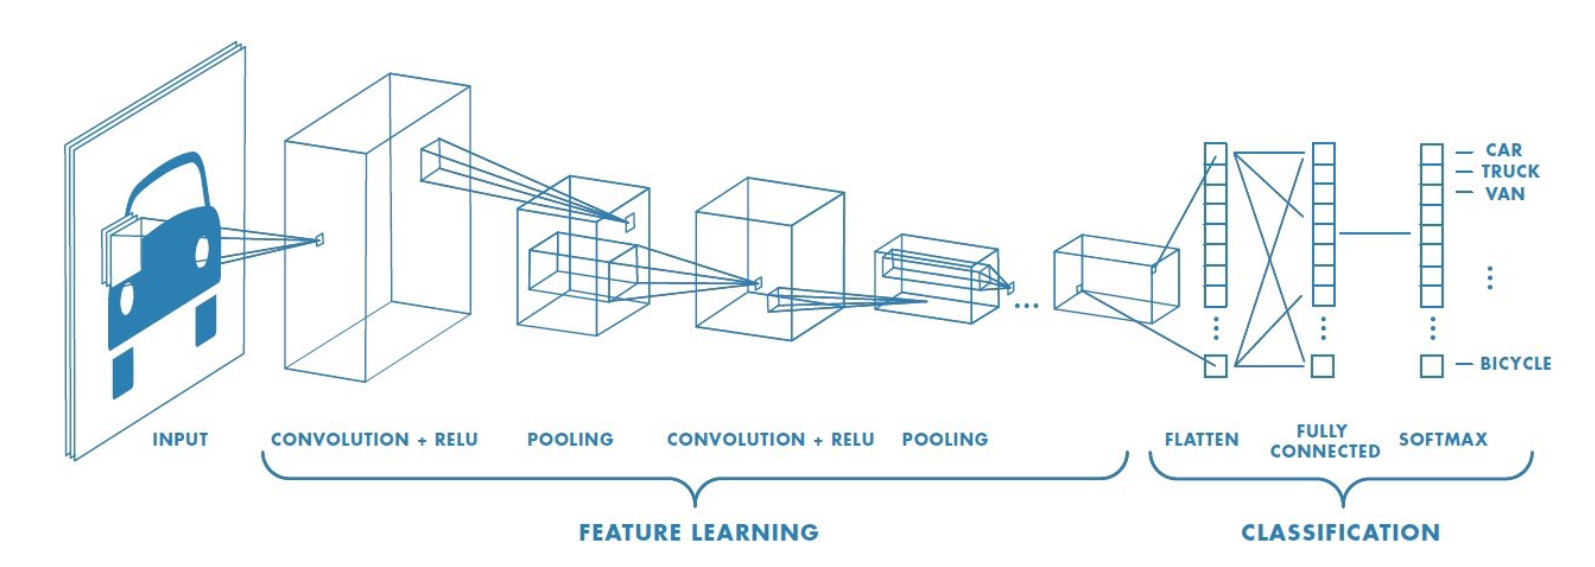 CAR
TRUCK
VAN
BICYCLE
INPUT
CONVOLUTION + RELU
POOLING
CONVOLUTION + RELU
POOLING
FLATTEN
FULLY
CONNECTED
SOFTMAX
FEATURE LEARNING
CLASSIFICATION